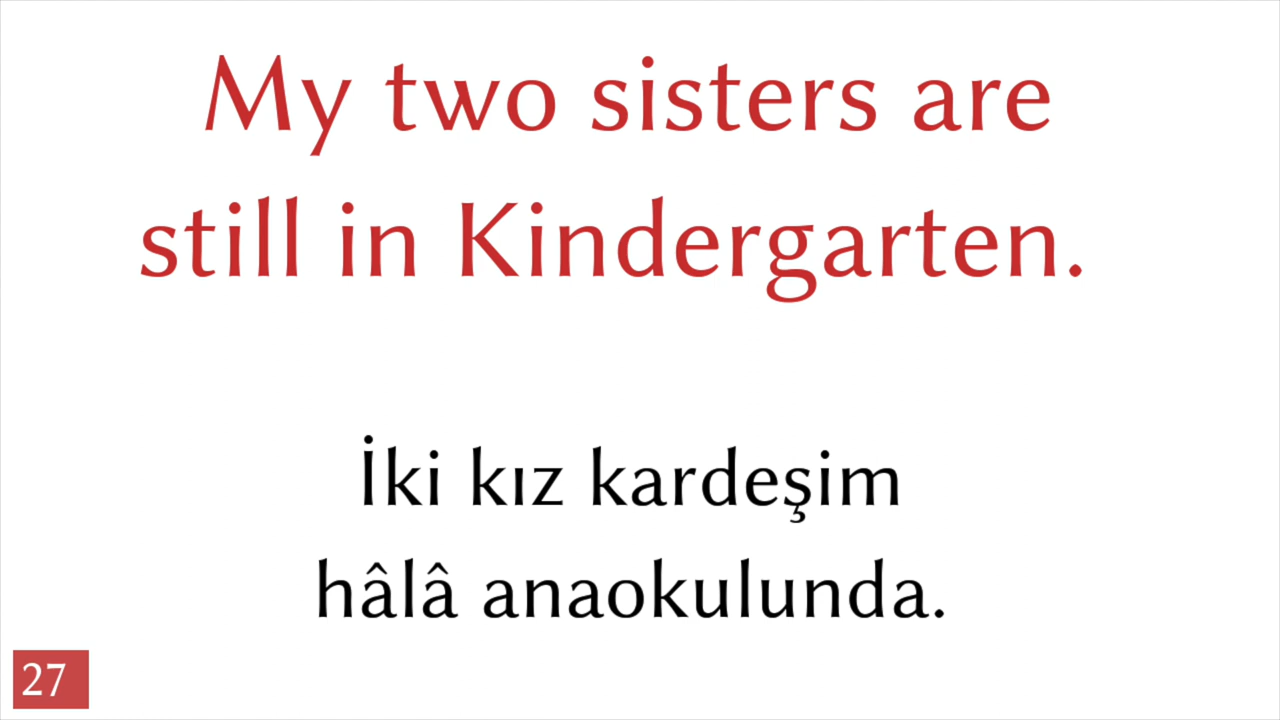 My two sisters are
still in Kindergarten.
İki kız kardeşim
hâlâ anaokulunda.
27